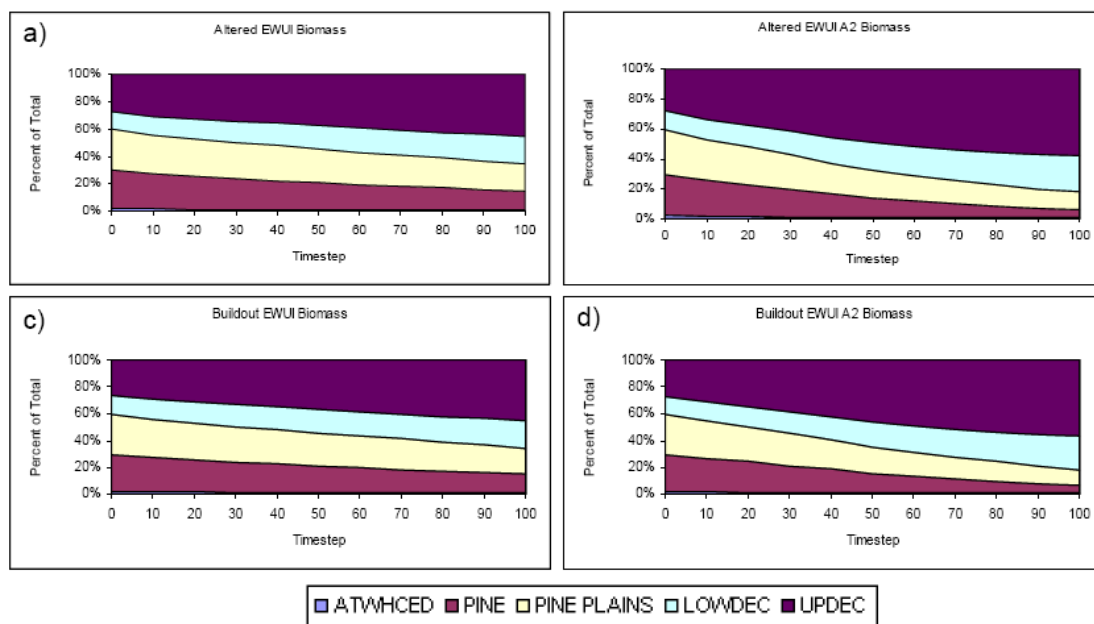 a)
Altered EWUI Biomass
Percent of Total
100%
80%
60%
40%
20%
0%
0 10 20 30 40 50 60 70 80 90 100
Timestep
Altered EWUI A2 Biomass
Percent of Total
100%
80%
60%
40%
20%
0%
0 10 20 30 40 50 60 70 80 90 100
Timestep
c)
Buildout EWUI Biomass
Percent of Total
100%
80%
60%
40%
20%
0%
0 10 20 30 40 50 60 70 80 90 100
Timestep
d)
Buildout EWUI A2 Biomass
Percent of Total
100%
80%
60%
40%
20%
0%
0 10 20 30 40 50 60 70 80 90 100
Timestep
ATWHCED PINE PINE PLAINS LOWDEC UPDEC